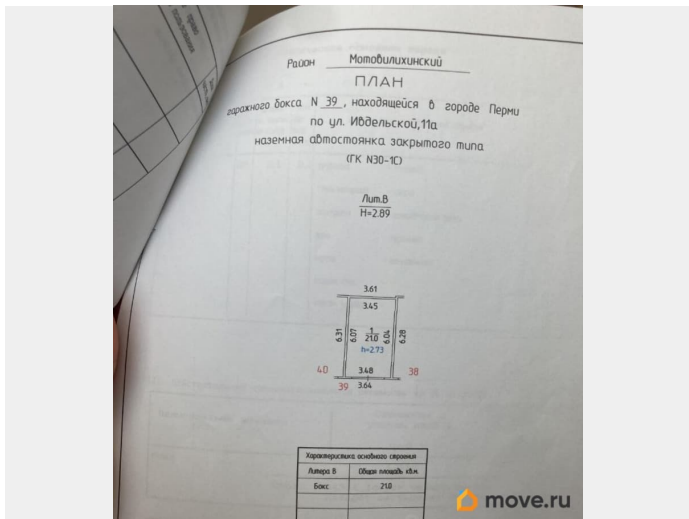 право
пользования
Район Мотовилихинский
ПЛАН
гаражного бокса N 39, находящейся в городе Перми
по ул. Ивдельской,11а
наземная автостоянка закрытого типа
(ГК N30-1С)
Лит.В
Н=2.89
3.61
3.45
6.31 6.07 1 6.04 6.28
21.0
h=2.73
40 3.48 38
39 3.64
Характеристика основного строения
Литера В Общая площадь кв.м.
Бокс 21.0
move.ru